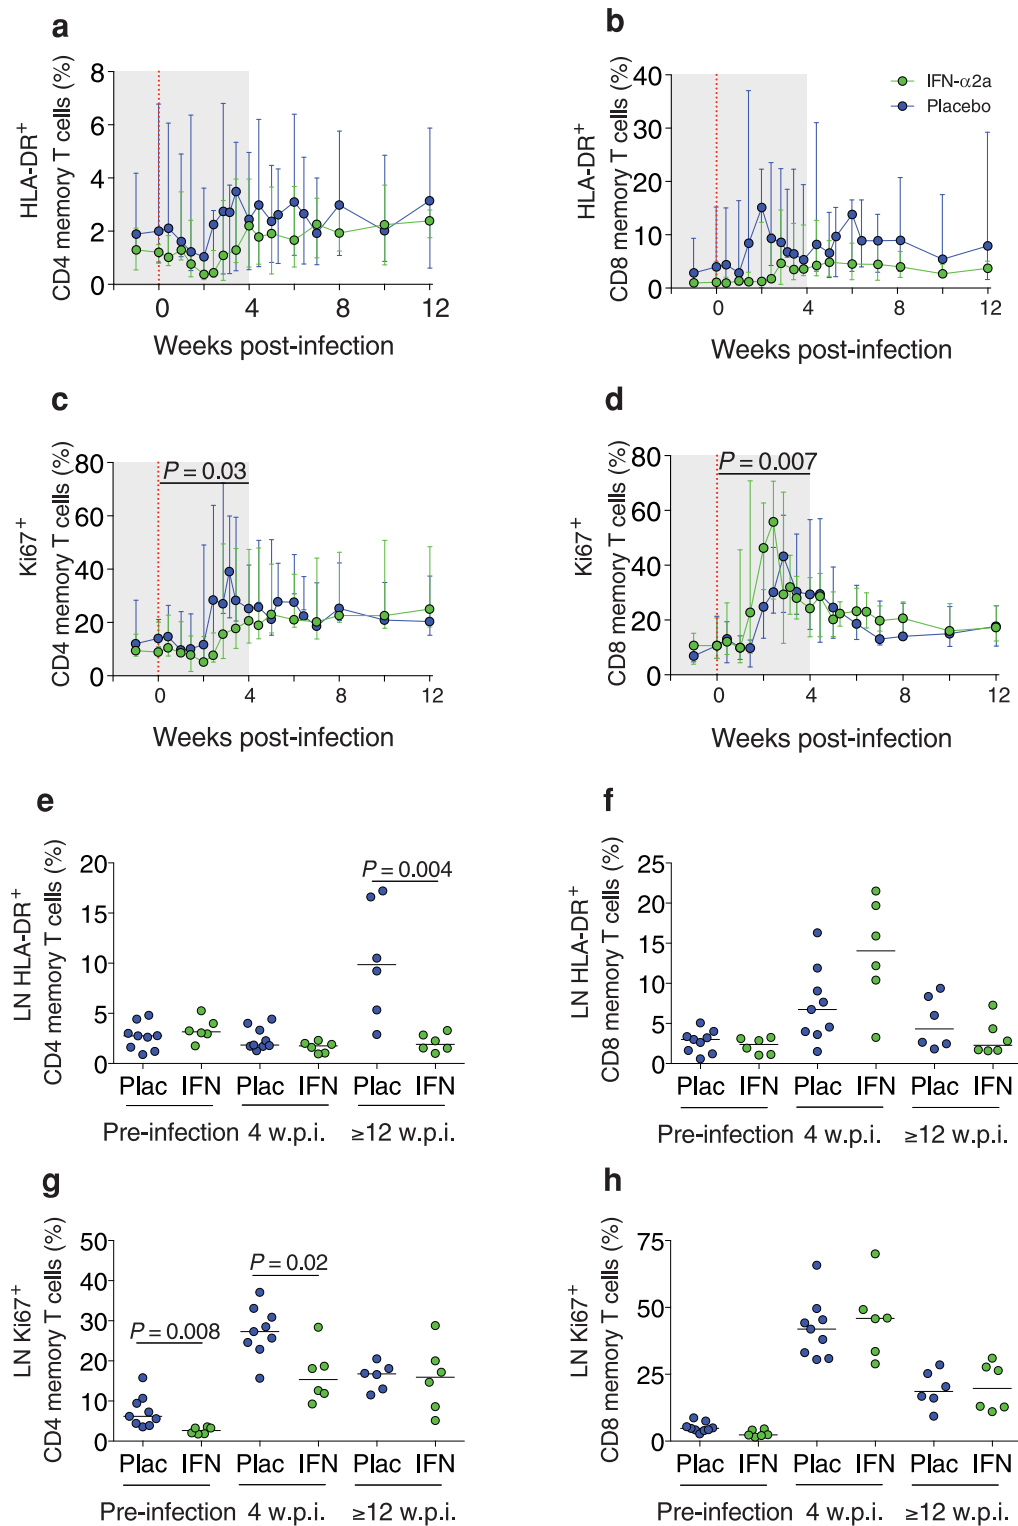 a
HLA-DR+
CD4 memory T cells (%)
8
6
4
2
0
0
4
8
12
Weeks post-infection
b
HLA-DR+
CD8 memory T cells (%)
40
30
20
10
0
0
4
8
12
IFN-α2a
Placebo
Weeks post-infection
c
Ki67+
CD4 memory T cells (%)
80
60
40
20
0
P = 0.03
0
4
8
12
Weeks post-infection
d
Ki67+
CD8 memory T cells (%)
80
60
40
20
0
P = 0.007
0
4
8
12
Weeks post-infection
e
LN HLA-DR+
CD4 memory T cells (%)
20
15
10
5
0
P = 0.004
Plac IFN Plac IFN Plac IFN
Pre-infection 4 w.p.i. ≥12 w.p.i.
f
LN HLA-DR+
CD8 memory T cells (%)
25
20
15
10
5
0
Plac IFN Plac IFN Plac IFN
Pre-infection 4 w.p.i. ≥12 w.p.i.
g
LN Ki67+
CD4 memory T cells (%)
50
40
30
20
10
0
P = 0.008
P = 0.02
Plac IFN Plac IFN Plac IFN
Pre-infection 4 w.p.i. ≥12 w.p.i.
h
LN Ki67+
CD8 memory T cells (%)
75
50
25
0
Plac IFN Plac IFN Plac IFN
Pre-infection 4 w.p.i. ≥12 w.p.i.